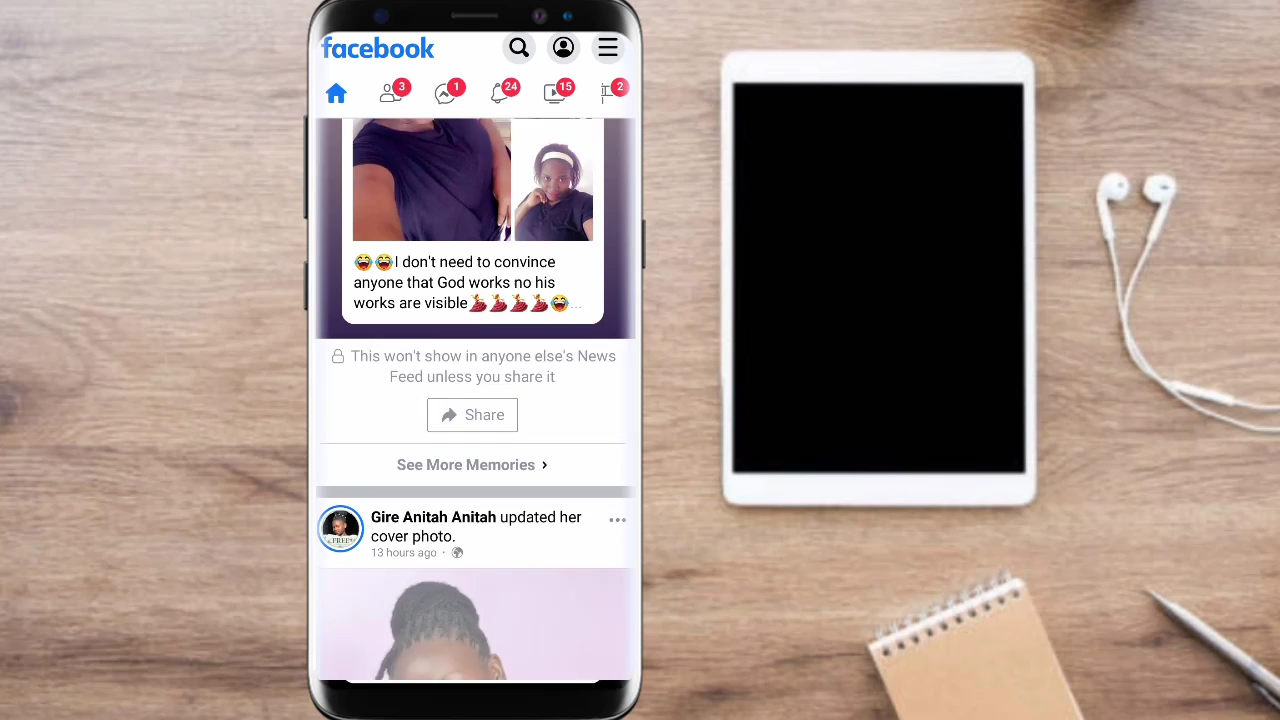 facebook
3
1
24
15
2
😂😂I don't need to convince
anyone that God works no his
works are visible💃💃💃💃😂...
This won't show in anyone else's News
Feed unless you share it
Share
See More Memories ›
Gire Anitah Anitah updated her
cover photo.
13 hours ago ·
FREE